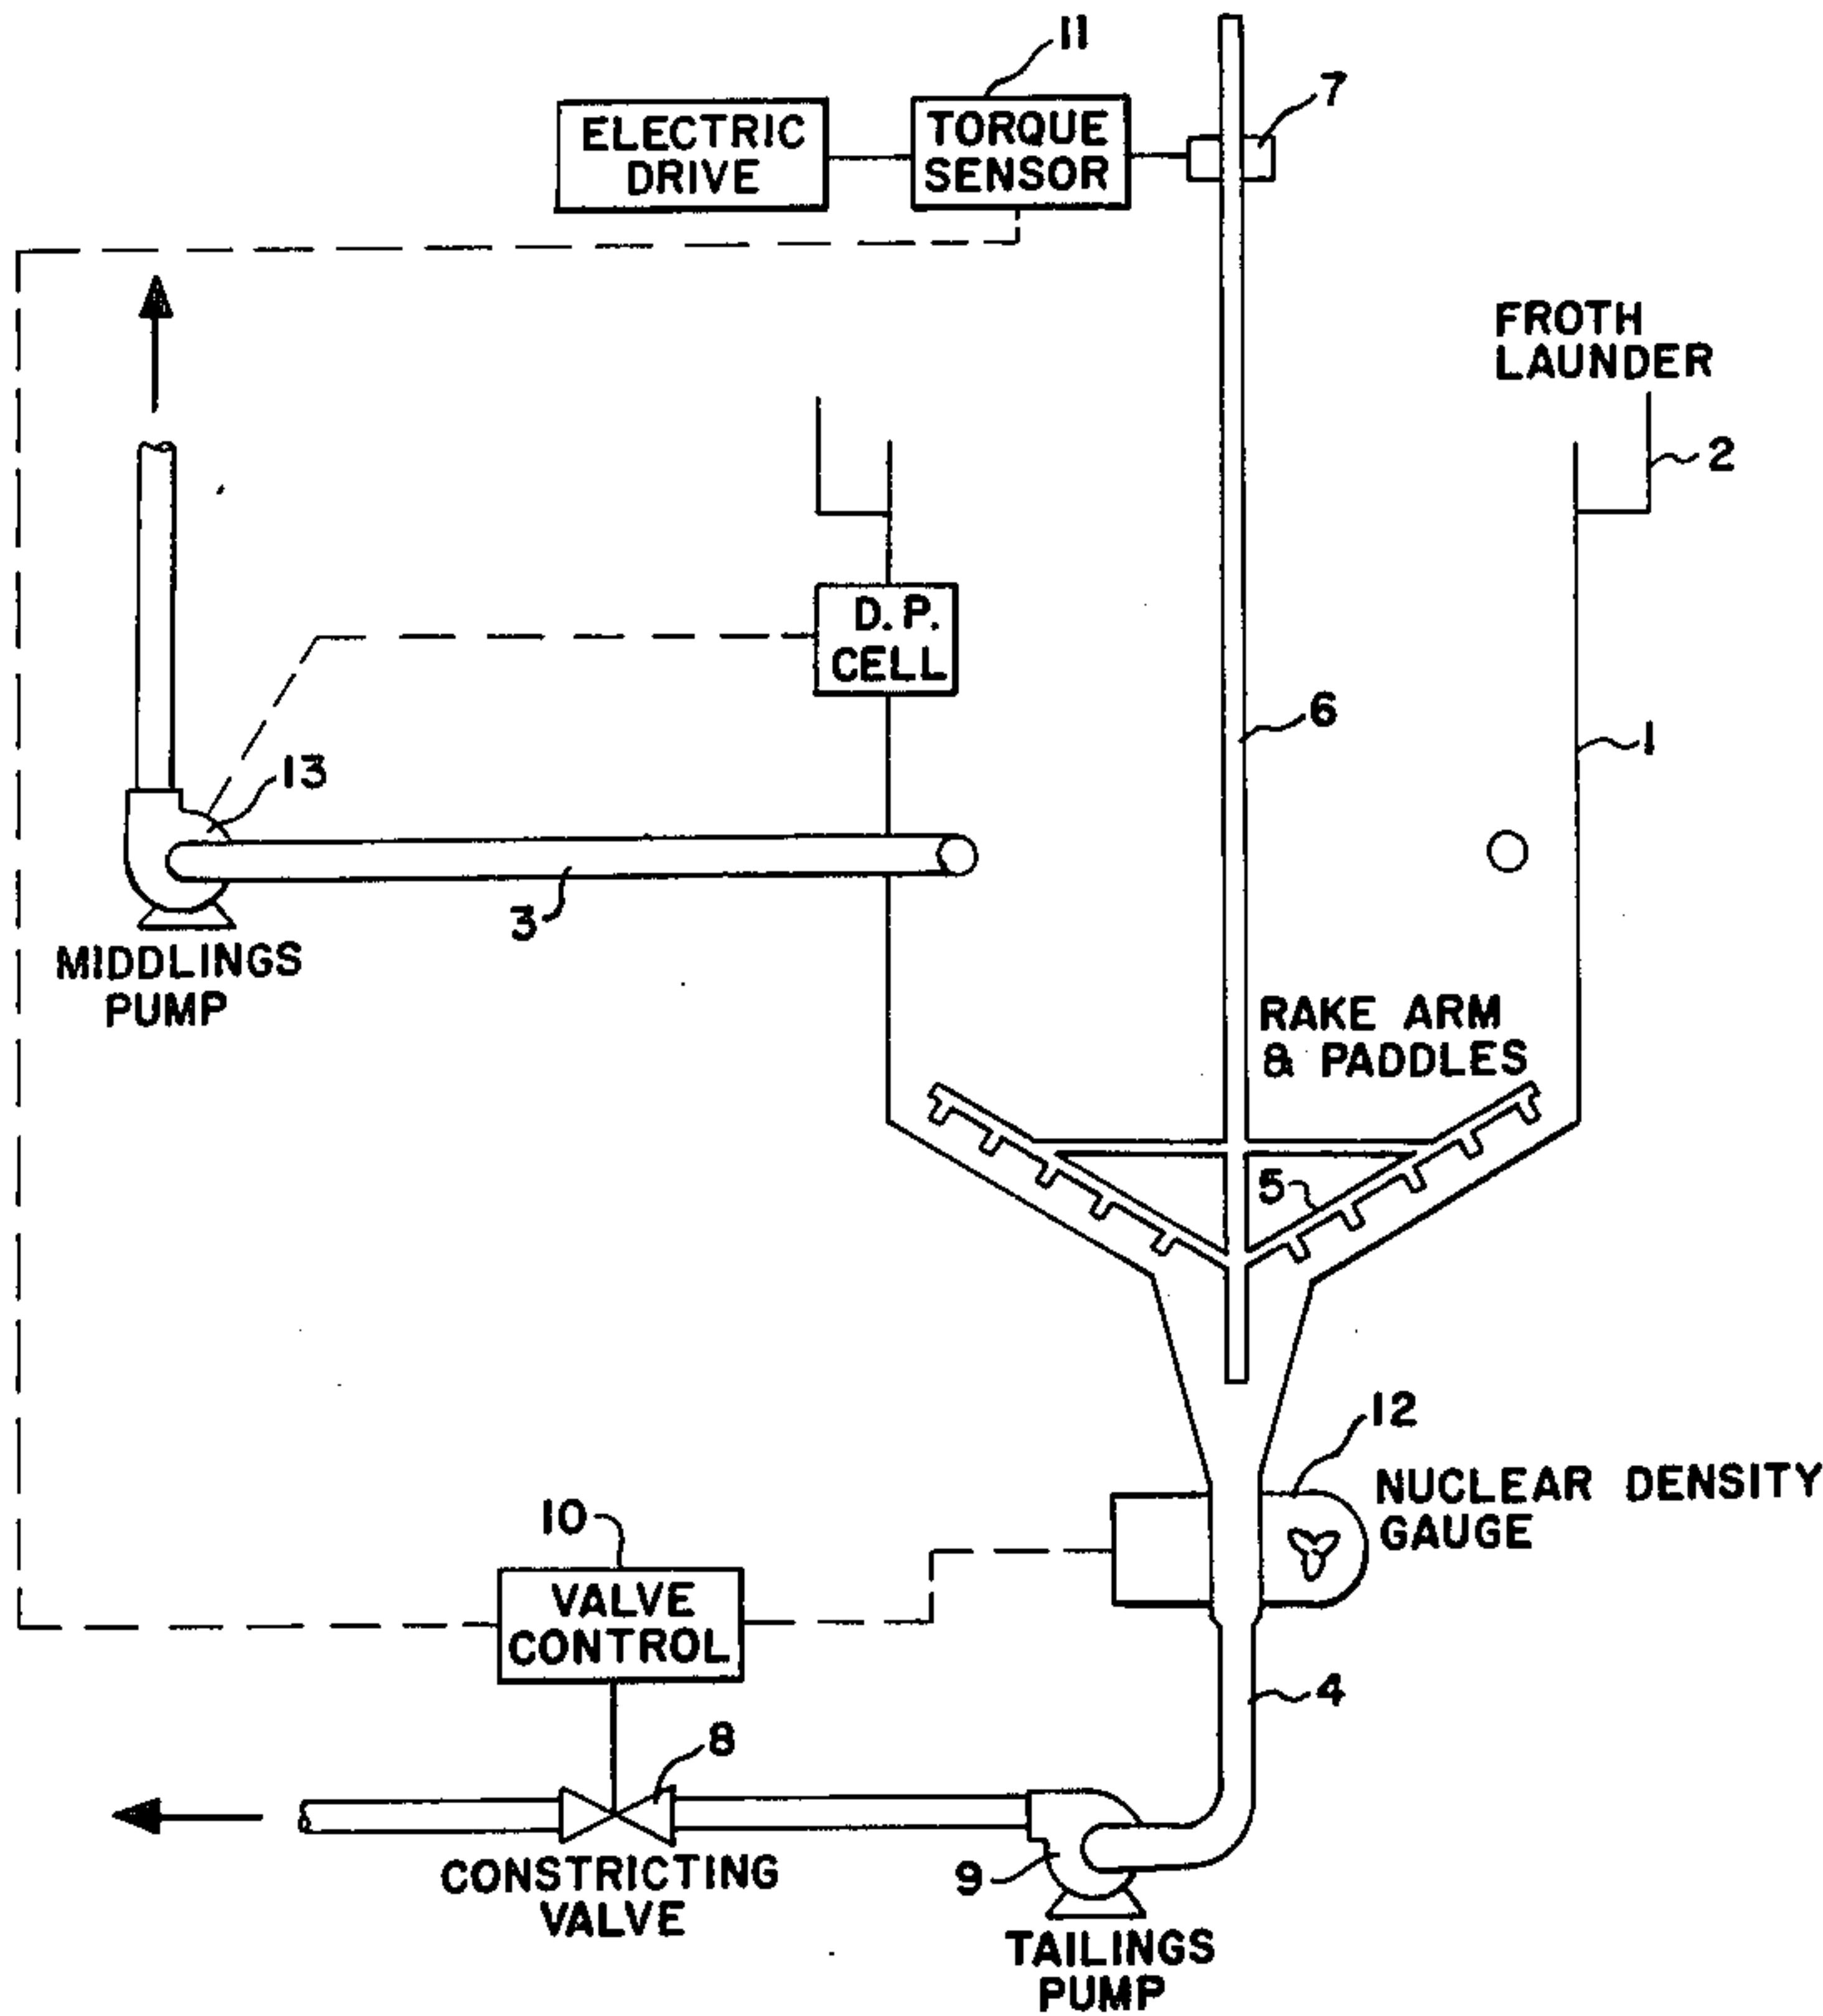 11
7
ELECTRIC
DRIVE
TORQUE
SENSOR
FROTH
LAUNDER
2
D.P.
CELL
6
1
13
3
MIDDLINGS
PUMP
RAKE ARM
& PADDLES
5
12
NUCLEAR DENSITY
GAUGE
10
VALVE
CONTROL
4
8
CONSTRICTING
VALVE
9
TAILINGS
PUMP